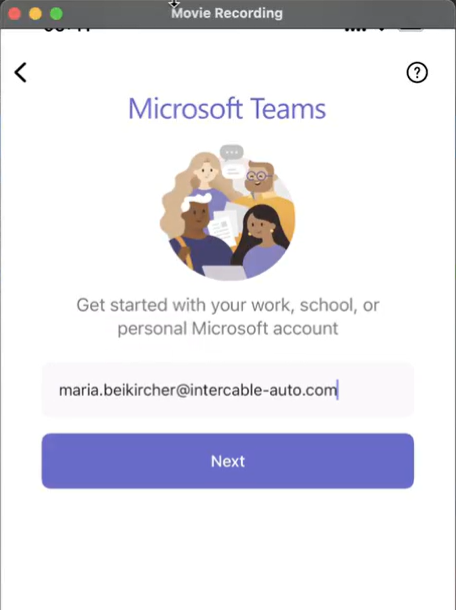 Movie Recording
?
Microsoft Teams
Get started with your work, school, or
personal Microsoft account
maria.beikircher@intercable-auto.com
Next